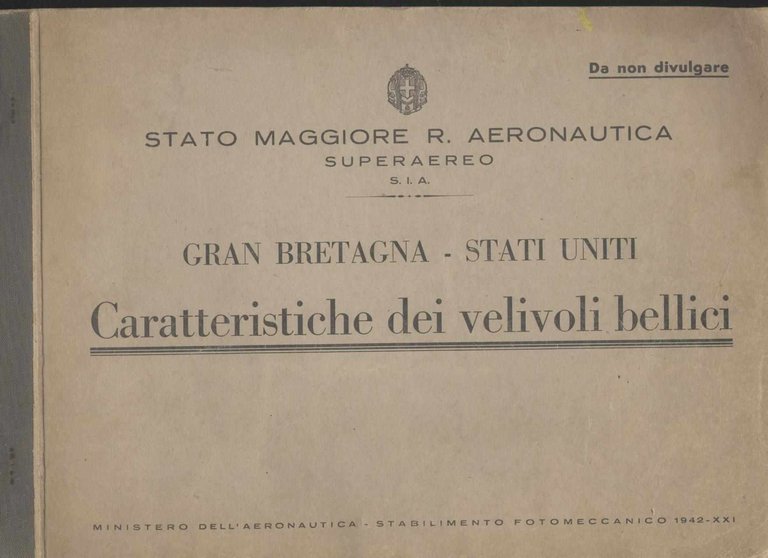 Da non divulgare
STATO MAGGIORE R. AERONAUTICA
SUPERAEREO
S. I. A.
GRAN BRETAGNA - STATI UNITI
Caratteristiche dei velivoli bellici
MINISTERO DELL'AERONAUTICA - STABILIMENTO FOTOMECCANICO 1942-XXI